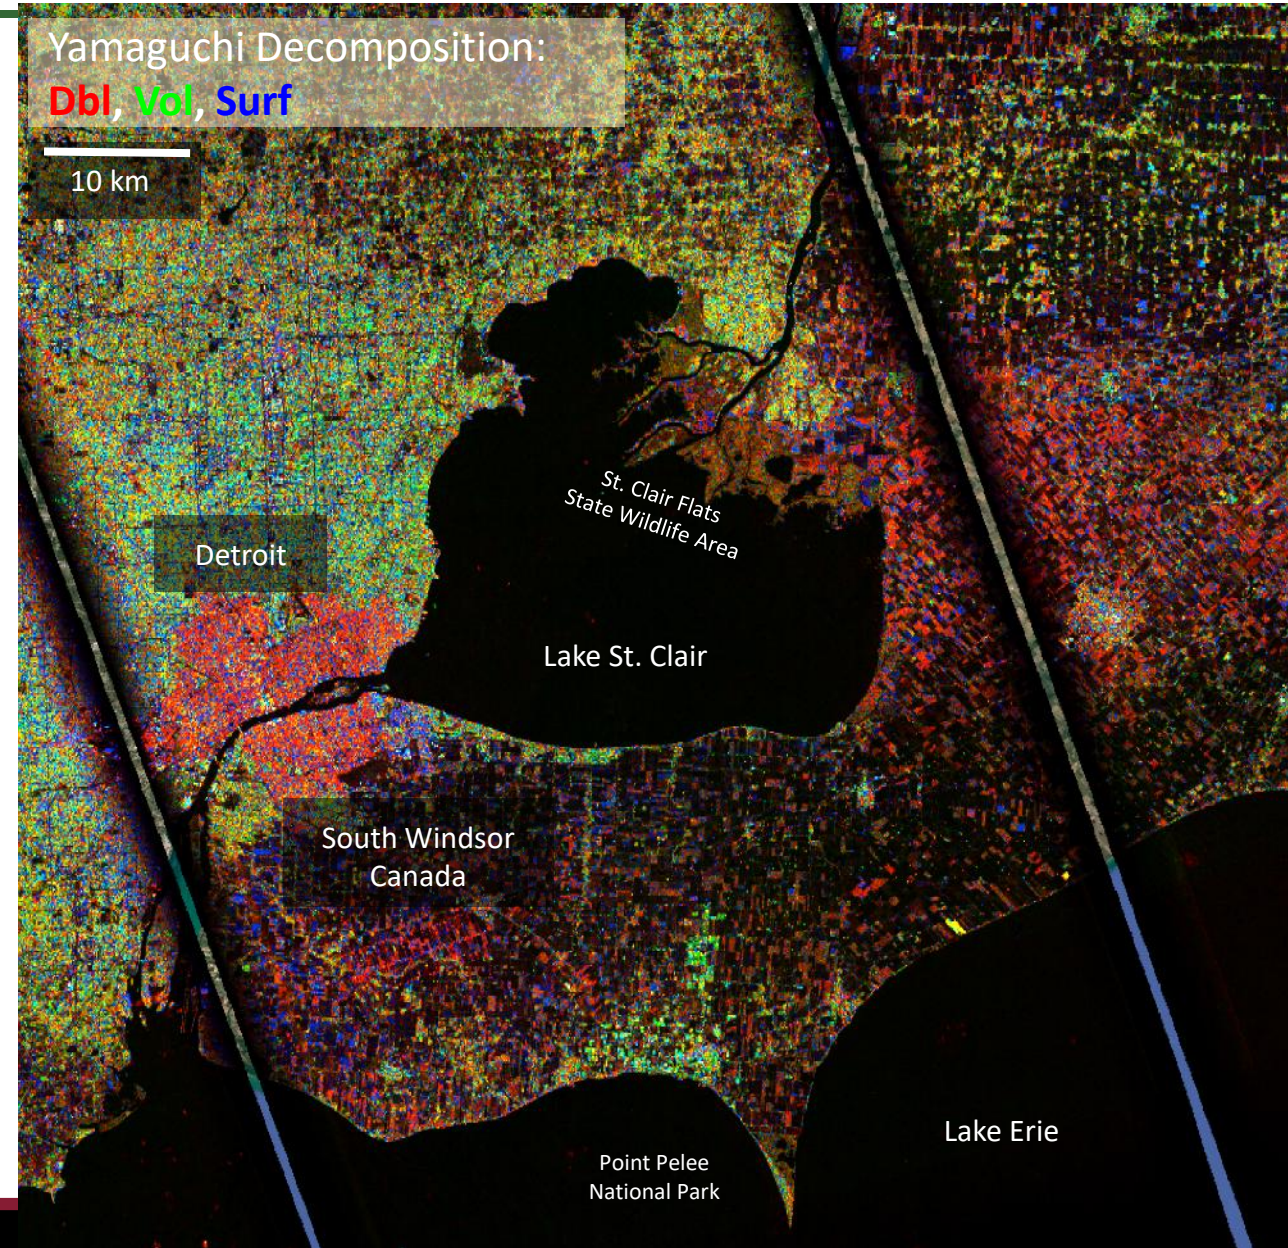 Yamaguchi Decomposition:
Dbl, Vol, Surf
10 km
St. Clair Flats
State Wildlife Area
Detroit
Lake St. Clair
South Windsor
Canada
Lake Erie
Point Pelee
National Park